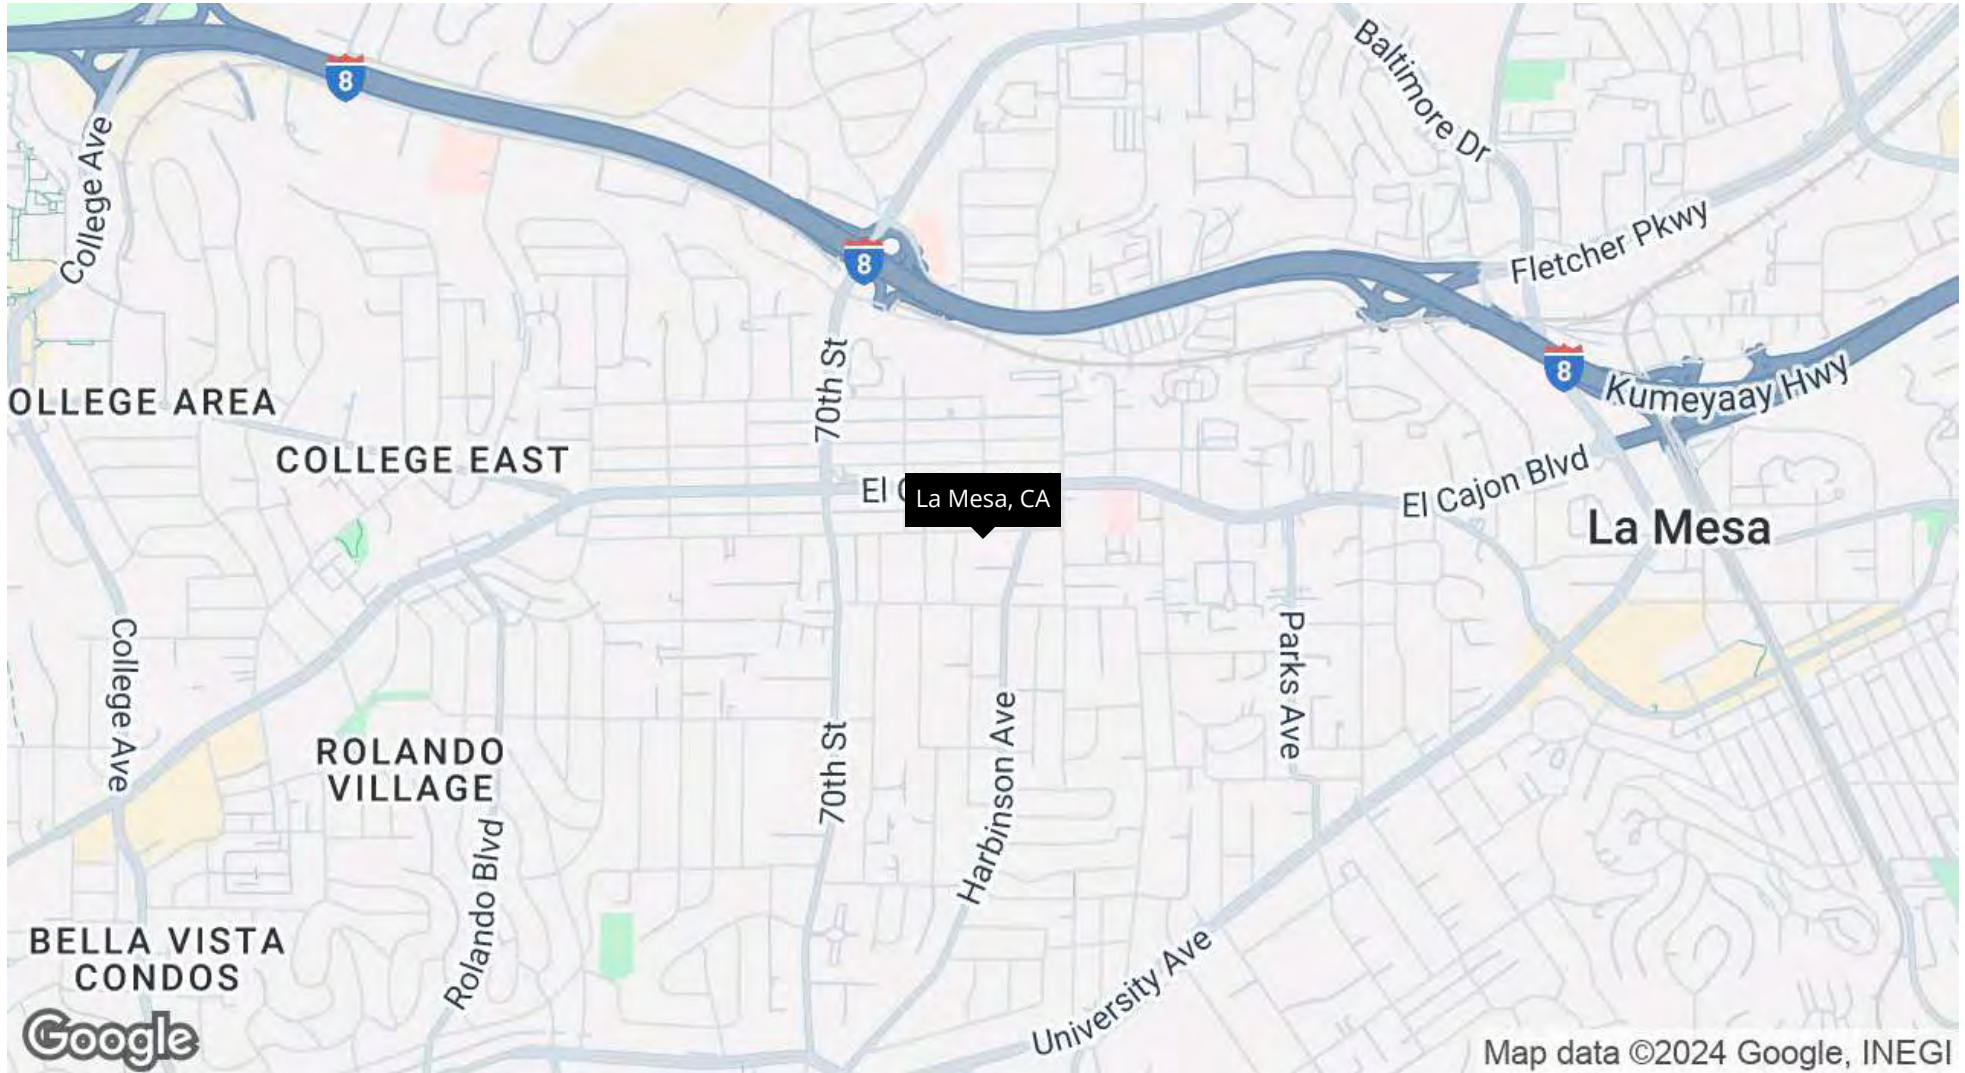 Baltimore Dr
8
College Ave
Fletcher Pkwy
8
70th St
8
Kumeyaay Hwy
OLLEGE AREA
COLLEGE EAST
El C
La Mesa, CA
El Cajon Blvd
La Mesa
College Ave
Parks Ave
70th St
Harbinson Ave
ROLANDO
VILLAGE
Rolando Blvd
BELLA VISTA
CONDOS
University Ave
Google
Map data ©2024 Google, INEGI